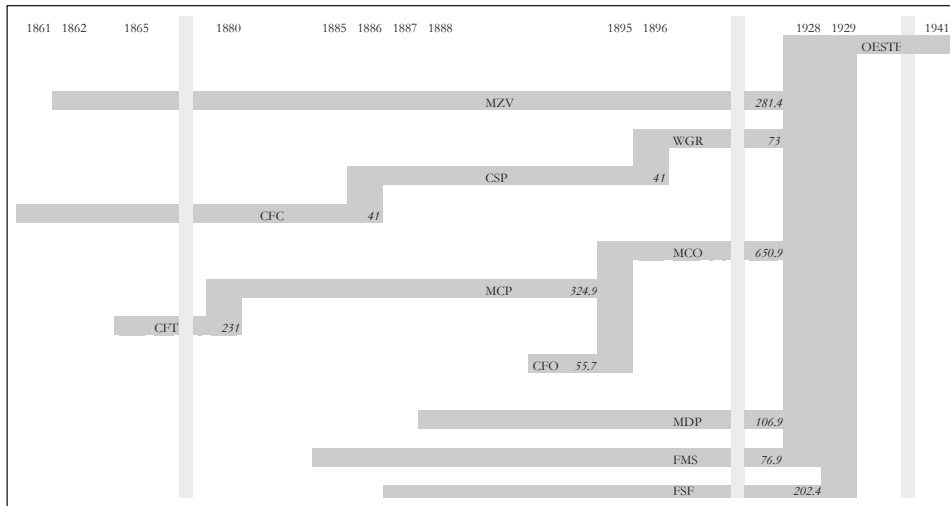 1861 1862 1865 1880 1885 1886 1887 1888 1895 1896 1928 1929 1941
OESTE
MZV 281.4
WGR 73
CSP 41
CFC 41
MCO 650.9
MCP 324.9
CFT 231
CFO 55.7
MDP 106.9
FMS 76.9
FSF 202.4